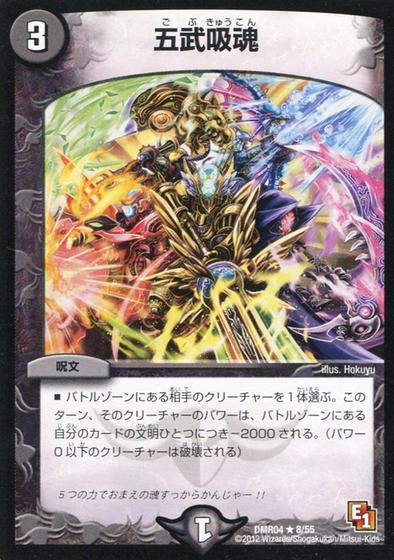 3
ごぶきゅうこん
五武吸魂
illus. Hokuyu
呪文
■ バトルゾーンにある相手のクリーチャーを1体選ぶ。この
ターン、そのクリーチャーのパワーは、バトルゾーンにある
自分のカードの文明ひとつにつき−2000 される。（パワー
0 以下のクリーチャーは破壊される）
5つの力でおまえの魂すっからかんじゃー!!
DMR04 ★ 8/55
©2012 Wizards/Shogakukan/Mitsui-Kids
1
E1